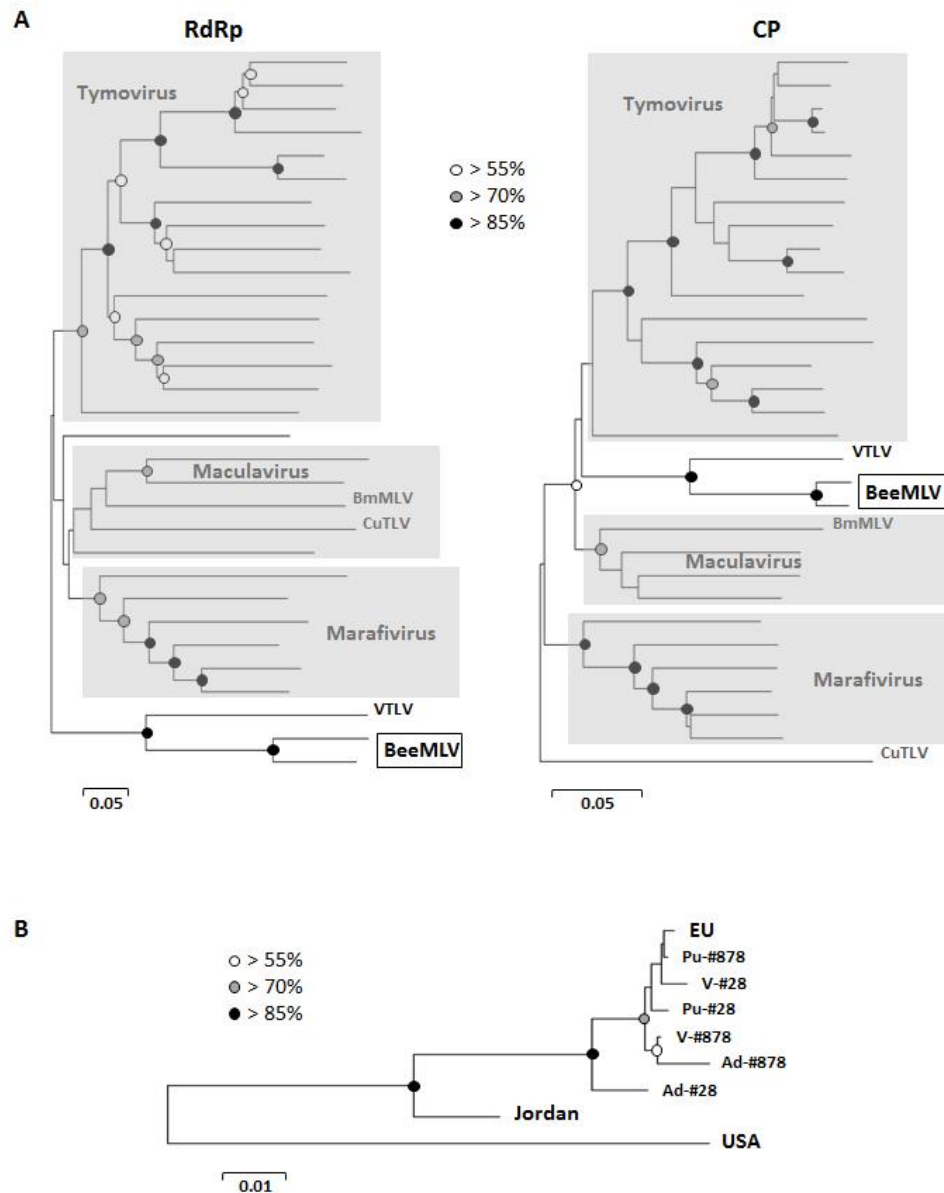 A
RdRp
CP
Tymovirus
Tymovirus
> 55%
> 70%
> 85%
Maculavirus
BmMLV
CuTLV
Marafivirus
VTLV
BeeMLV
0.05
VTLV
BeeMLV
BmMLV
Maculavirus
Marafivirus
CuTLV
0.05
B
> 55%
> 70%
> 85%
EU
Pu-#878
V-#28
Pu-#28
V-#878
Ad-#878
Ad-#28
Jordan
USA
0.01